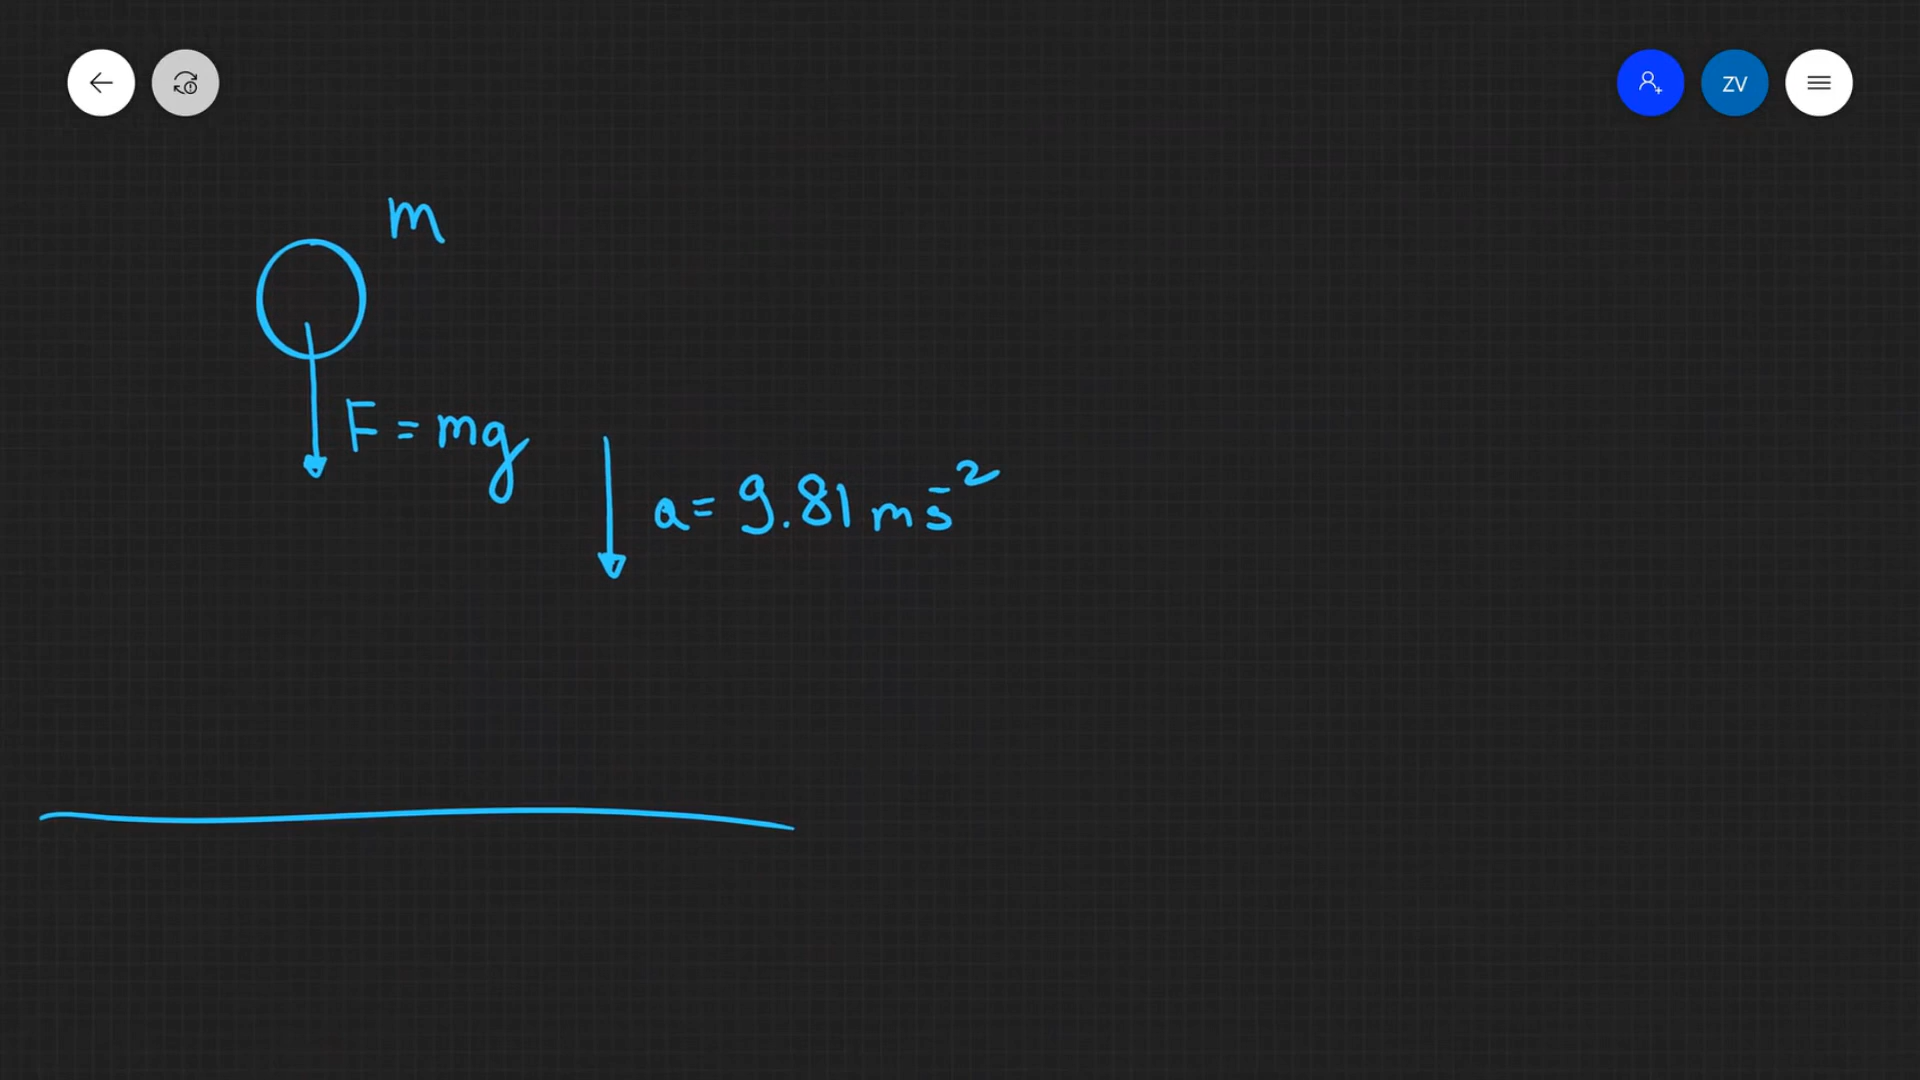 ZV
m
F = mg
a = 9.81 ms⁻²